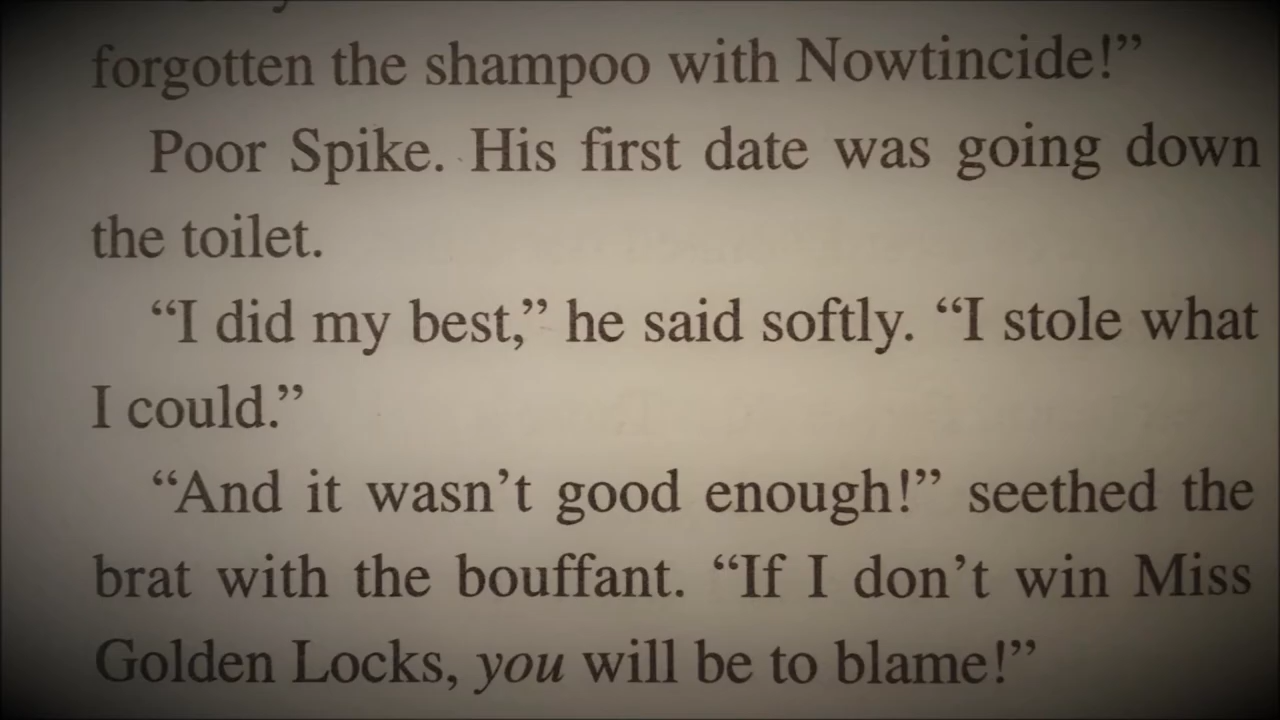 forgotten the shampoo with Nowtincide!”
Poor Spike. His first date was going down
the toilet.
“I did my best,” he said softly. “I stole what
I could.”
“And it wasn’t good enough!” seethed the
brat with the bouffant. “If I don’t win Miss
Golden Locks, you will be to blame!”